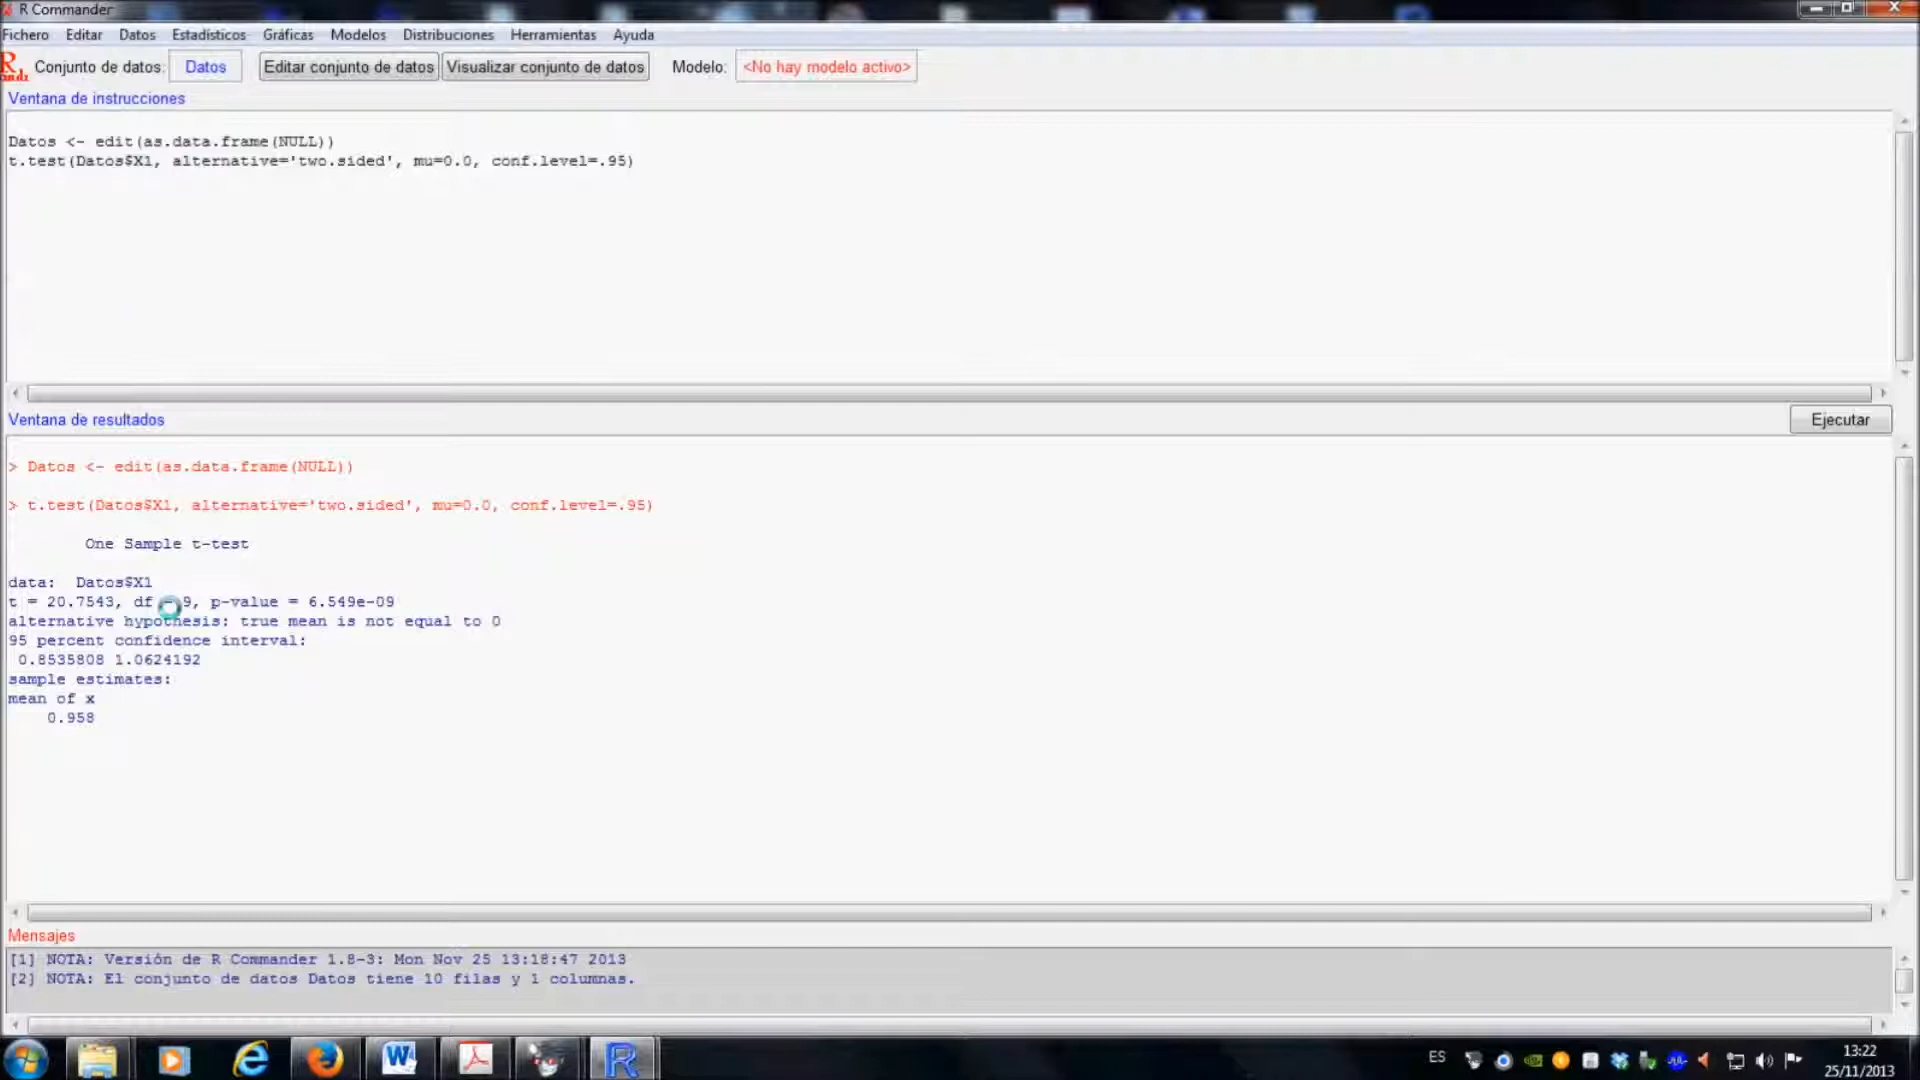 R Commander
Fichero Editar Datos Estadísticos Gráficas Modelos Distribuciones Herramientas Ayuda
Conjunto de datos: Datos Editar conjunto de datos Visualizar conjunto de datos Modelo: <No hay modelo activo>
Ventana de instrucciones
Datos <- edit(as.data.frame(NULL))
t.test(Datos$X1, alternative='two.sided', mu=0.0, conf.level=.95)
Ventana de resultados
Ejecutar
> Datos <- edit(as.data.frame(NULL))
> t.test(Datos$X1, alternative='two.sided', mu=0.0, conf.level=.95)
One Sample t-test
data: Datos$X1
t = 20.7543, df = 9, p-value = 6.549e-09
alternative hypothesis: true mean is not equal to 0
95 percent confidence interval:
0.8535808 1.0624192
sample estimates:
mean of x
0.958
Mensajes
[1] NOTA: Versión de R Commander 1.8-3: Mon Nov 25 13:18:47 2013
[2] NOTA: El conjunto de datos Datos tiene 10 filas y 1 columnas.
ES
13:22
25/11/2013